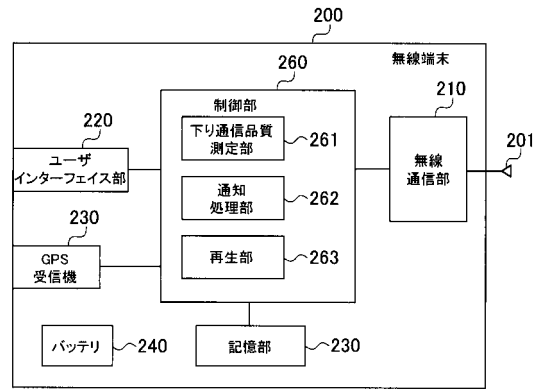 200
無線端末
260
制御部
210
220
下り通信品質
測定部
261
201
ユーザ
インターフェイス部
無線
通信部
通知
処理部
262
230
GPS
受信機
再生部
263
バッテリ
240
記憶部
230